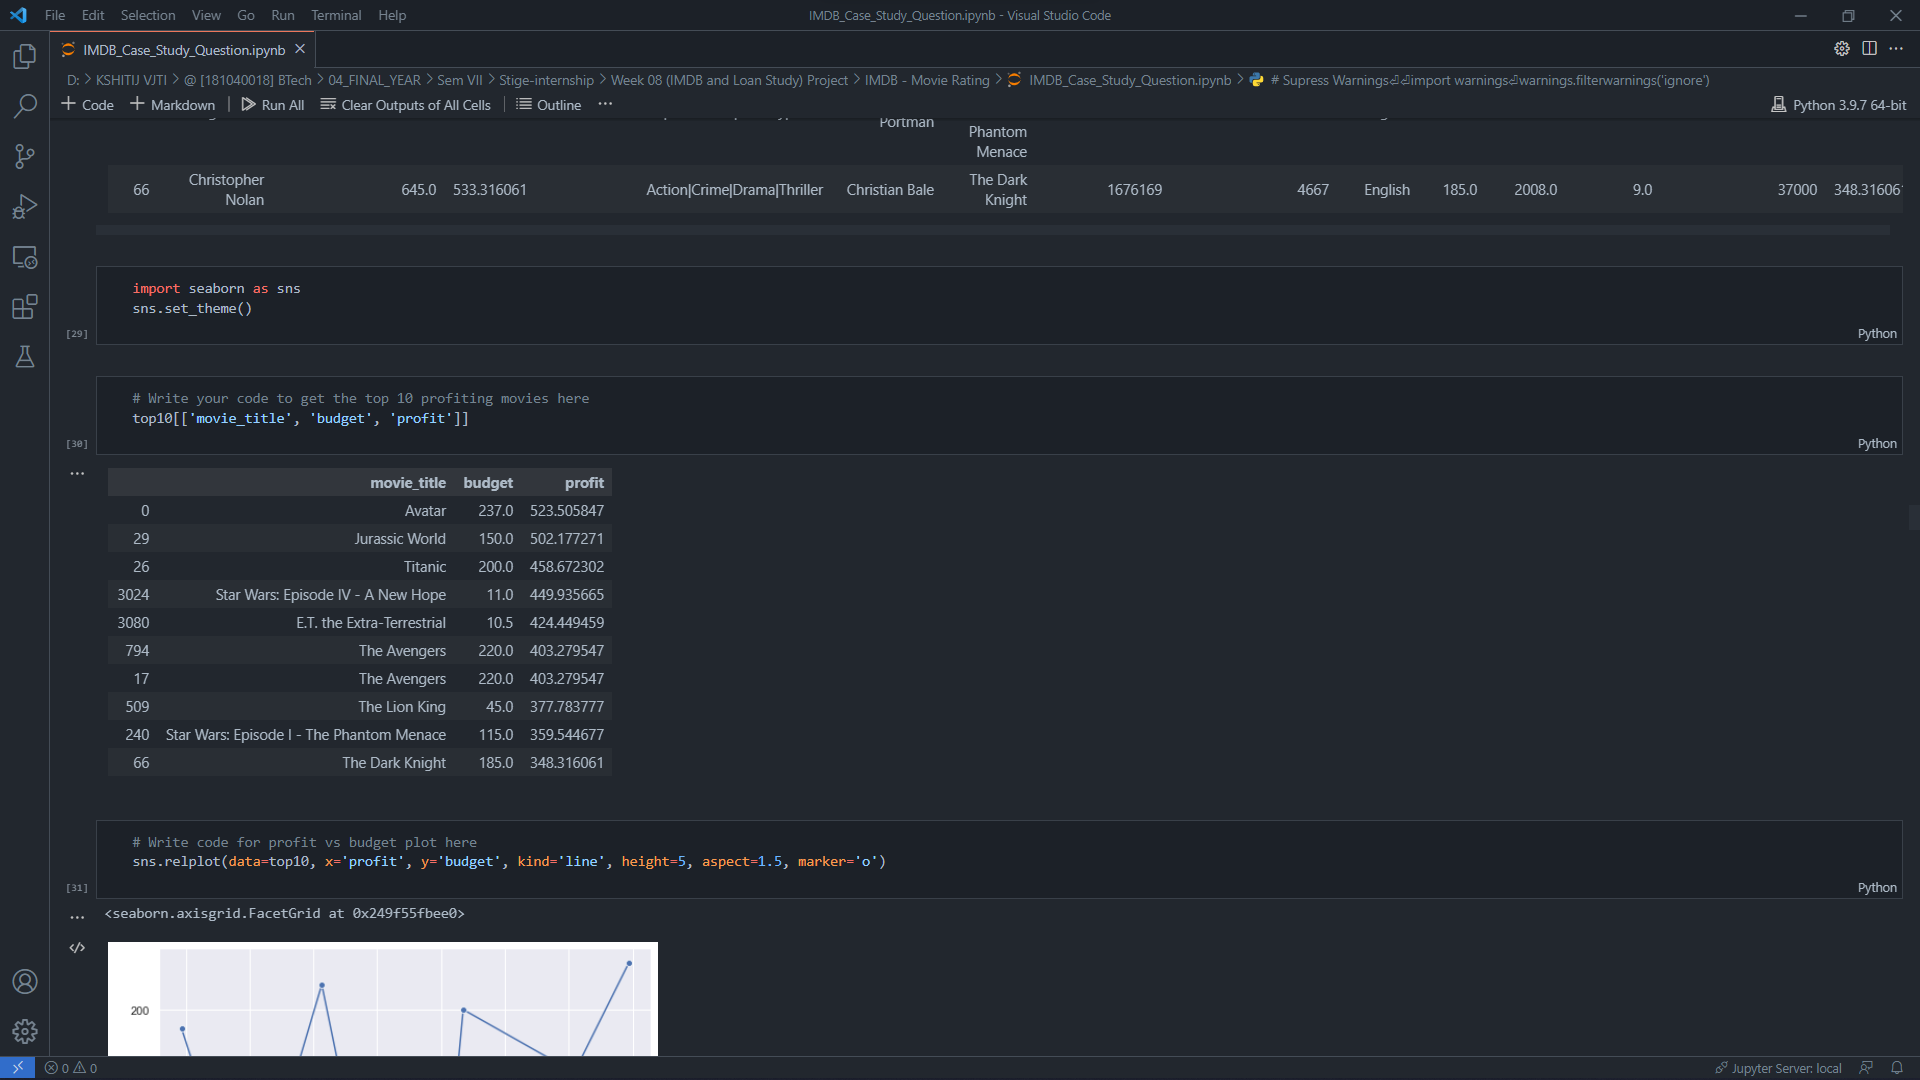 File Edit Selection View Go Run Terminal Help
IMDB_Case_Study_Question.ipynb - Visual Studio Code
IMDB_Case_Study_Question.ipynb
D: > KSHITIJ VJTI > @ [181040018] BTech > 04_FINAL_YEAR > Sem VII > Stige-internship > Week 08 (IMDB and Loan Study) Project > IMDB - Movie Rating > IMDB_Case_Study_Question.ipynb > # Supress Warnings⏎⏎import warnings⏎warnings.filterwarnings('ignore')
+ Code + Markdown | Run All Clear Outputs of All Cells | Outline ... Python 3.9.7 64-bit
Portman
Phantom
Menace
66 Christopher Nolan 645.0 533.316061 Action|Crime|Drama|Thriller Christian Bale The Dark Knight 1676169 4667 English 185.0 2008.0 9.0 37000 348.31606
import seaborn as sns
sns.set_theme()
[29]
Python
# Write your code to get the top 10 profiting movies here
top10[['movie_title', 'budget', 'profit']]
[30]
Python
movie_title budget profit
0 Avatar 237.0 523.505847
29 Jurassic World 150.0 502.177271
26 Titanic 200.0 458.672302
3024 Star Wars: Episode IV - A New Hope 11.0 449.935665
3080 E.T. the Extra-Terrestrial 10.5 424.449459
794 The Avengers 220.0 403.279547
17 The Avengers 220.0 403.279547
509 The Lion King 45.0 377.783777
240 Star Wars: Episode I - The Phantom Menace 115.0 359.544677
66 The Dark Knight 185.0 348.316061
# Write code for profit vs budget plot here
sns.relplot(data=top10, x='profit', y='budget', kind='line', height=5, aspect=1.5, marker='o')
[31]
Python
<seaborn.axisgrid.FacetGrid at 0x249f55fbee0>
200
0 0
Jupyter Server: local